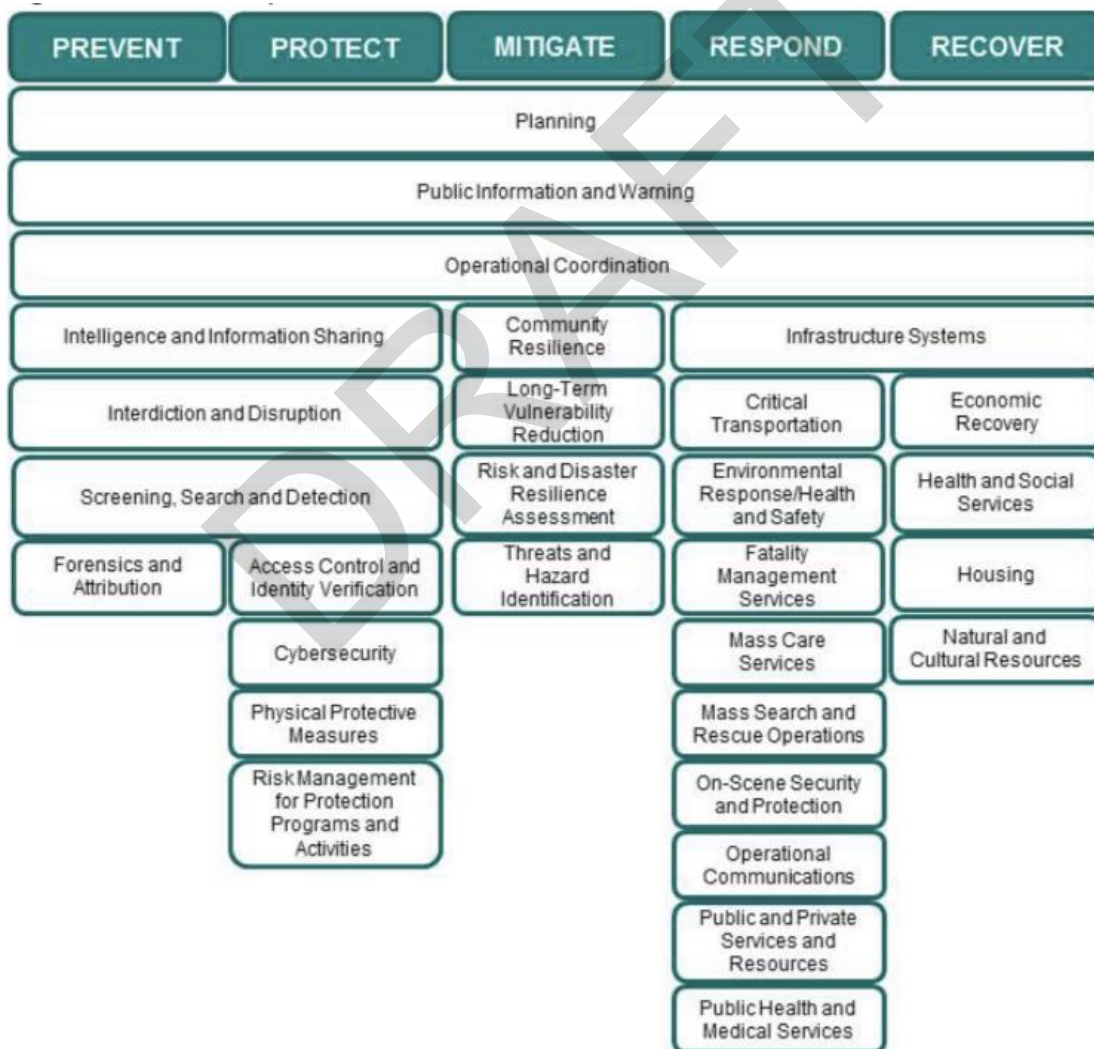 PREVENT
PROTECT
MITIGATE
RESPOND
RECOVER
Planning
Public Information and Warning
Operational Coordination
Intelligence and Information Sharing
Community
Resilience
Infrastructure Systems
Interdiction and Disruption
Long-Term
Vulnerability
Reduction
Critical
Transportation
Economic
Recovery
Screening, Search and Detection
Risk and Disaster
Resilience
Assessment
Environmental
Response/Health
and Safety
Health and Social
Services
Forensics and
Attribution
Access Control and
Identity Verification
Threats and
Hazard
Identification
Fatality
Management
Services
Housing
Cybersecurity
Mass Care
Services
Natural and
Cultural Resources
Physical Protective
Measures
Mass Search and
Rescue Operations
Risk Management
for Protection
Programs and
Activities
On-Scene Security
and Protection
Operational
Communications
Public and Private
Services and
Resources
Public Health and
Medical Services
DRAFT